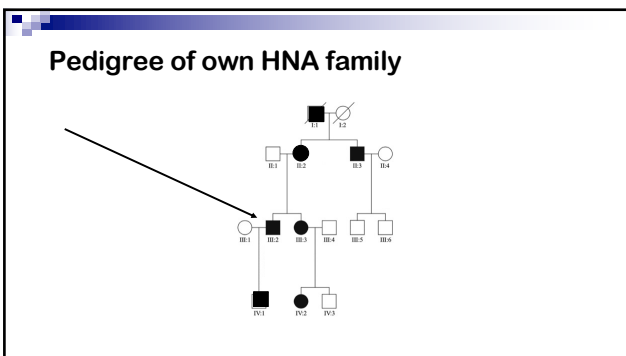 Pedigree of own HNA family
I:1 I:2
II:1 II:2 II:3 II:4
III:1 III:2 III:3 III:4 III:5 III:6
IV:1 IV:2 IV:3